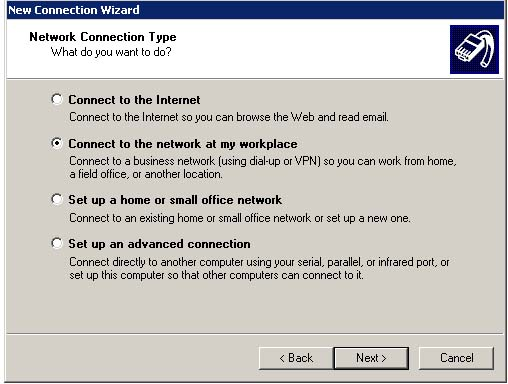 New Connection Wizard
Network Connection Type
What do you want to do?
Connect to the Internet
Connect to the Internet so you can browse the Web and read email.
Connect to the network at my workplace
Connect to a business network (using dial-up or VPN) so you can work from home,
a field office, or another location.
Set up a home or small office network
Connect to an existing home or small office network or set up a new one.
Set up an advanced connection
Connect directly to another computer using your serial, parallel, or infrared port, or
set up this computer so that other computers can connect to it.
< Back Next > Cancel